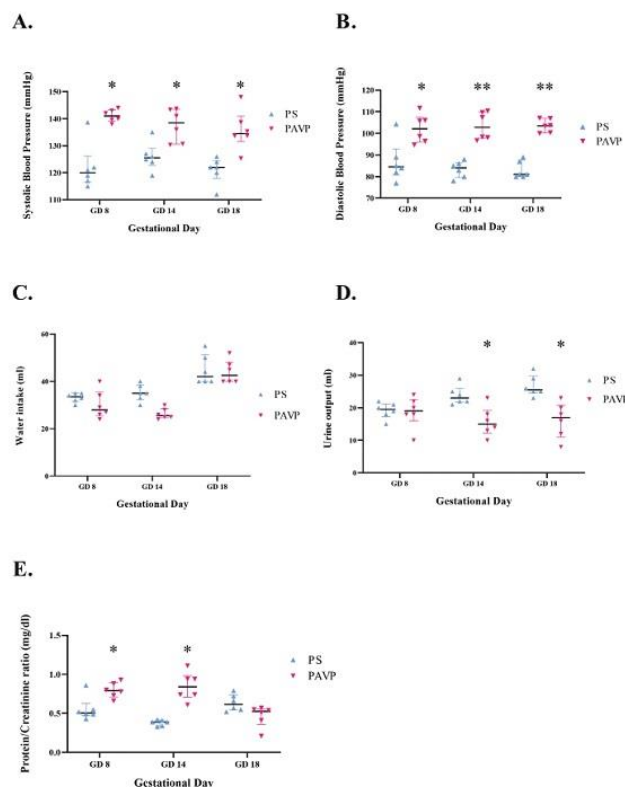 A.
Systolic Blood Pressure (mmHg)
150
140
130
120
110
*
*
*
GD 8
GD 14
GD 18
Gestational Day
PS
PAVP
B.
Diastolic Blood Pressure (mmHg)
120
110
100
90
80
70
*
**
**
GD 8
GD 14
GD 18
Gestational Day
PS
PAVP
C.
Water intake (ml)
60
40
20
0
GD 8
GD 14
GD 18
Gestational Day
PS
PAVP
D.
Urine output (ml)
40
30
20
10
0
*
*
GD 8
GD 14
GD 18
Gestational Day
PS
PAVP
E.
Protein/Creatinine ratio (mg/dl)
1.5
1.0
0.5
0.0
*
*
GD 8
GD 14
GD 18
Gestational Day
PS
PAVP